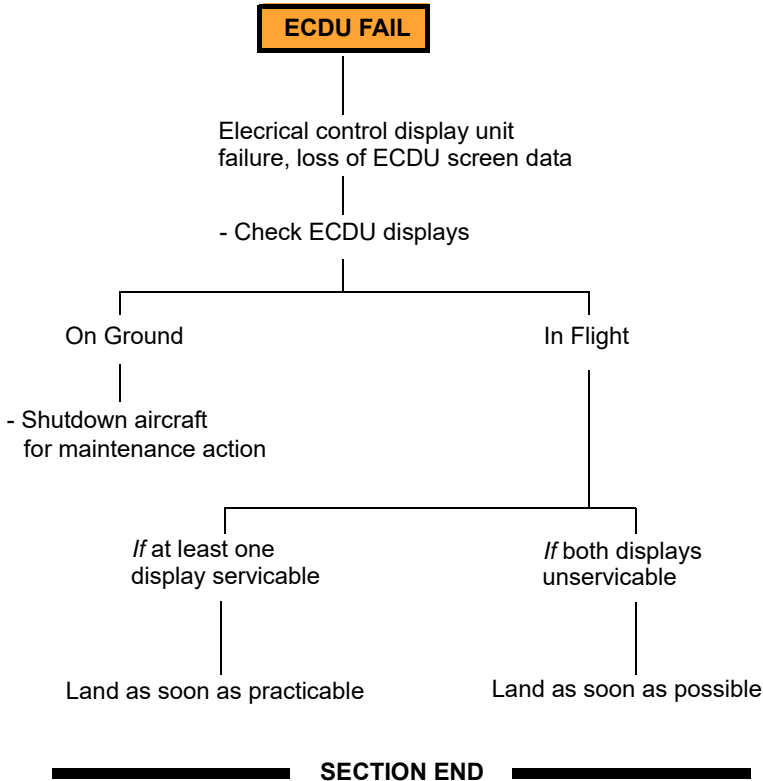 ECDU FAIL
Elecrical control display unit
failure, loss of ECDU screen data
- Check ECDU displays
On Ground
In Flight
- Shutdown aircraft
for maintenance action
If at least one
display servicable
If both displays
unservicable
Land as soon as practicable
Land as soon as possible
SECTION END